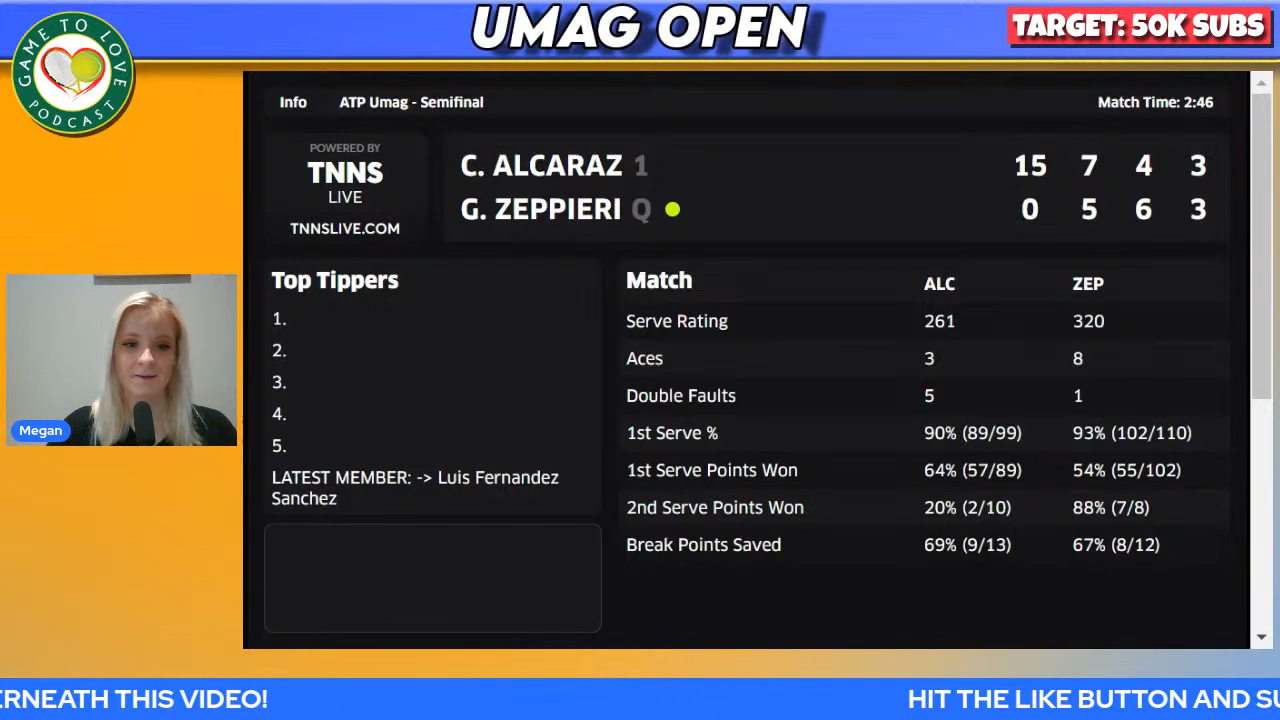 UMAG OPEN
TARGET: 50K SUBS
GAME TO LOVE
PODCAST
Info ATP Umag - Semifinal Match Time: 2:46
POWERED BY
TNNS
LIVE
TNNSLIVE.COM
C. ALCARAZ 1 15 7 4 3
G. ZEPPIERI Q 0 5 6 3
Top Tippers
1.
2.
3.
4.
5.
LATEST MEMBER: -> Luis Fernandez
Sanchez
Match ALC ZEP
Serve Rating 261 320
Aces 3 8
Double Faults 5 1
1st Serve % 90% (89/99) 93% (102/110)
1st Serve Points Won 64% (57/89) 54% (55/102)
2nd Serve Points Won 20% (2/10) 88% (7/8)
Break Points Saved 69% (9/13) 67% (8/12)
Megan
ERNEATH THIS VIDEO! HIT THE LIKE BUTTON AND SU